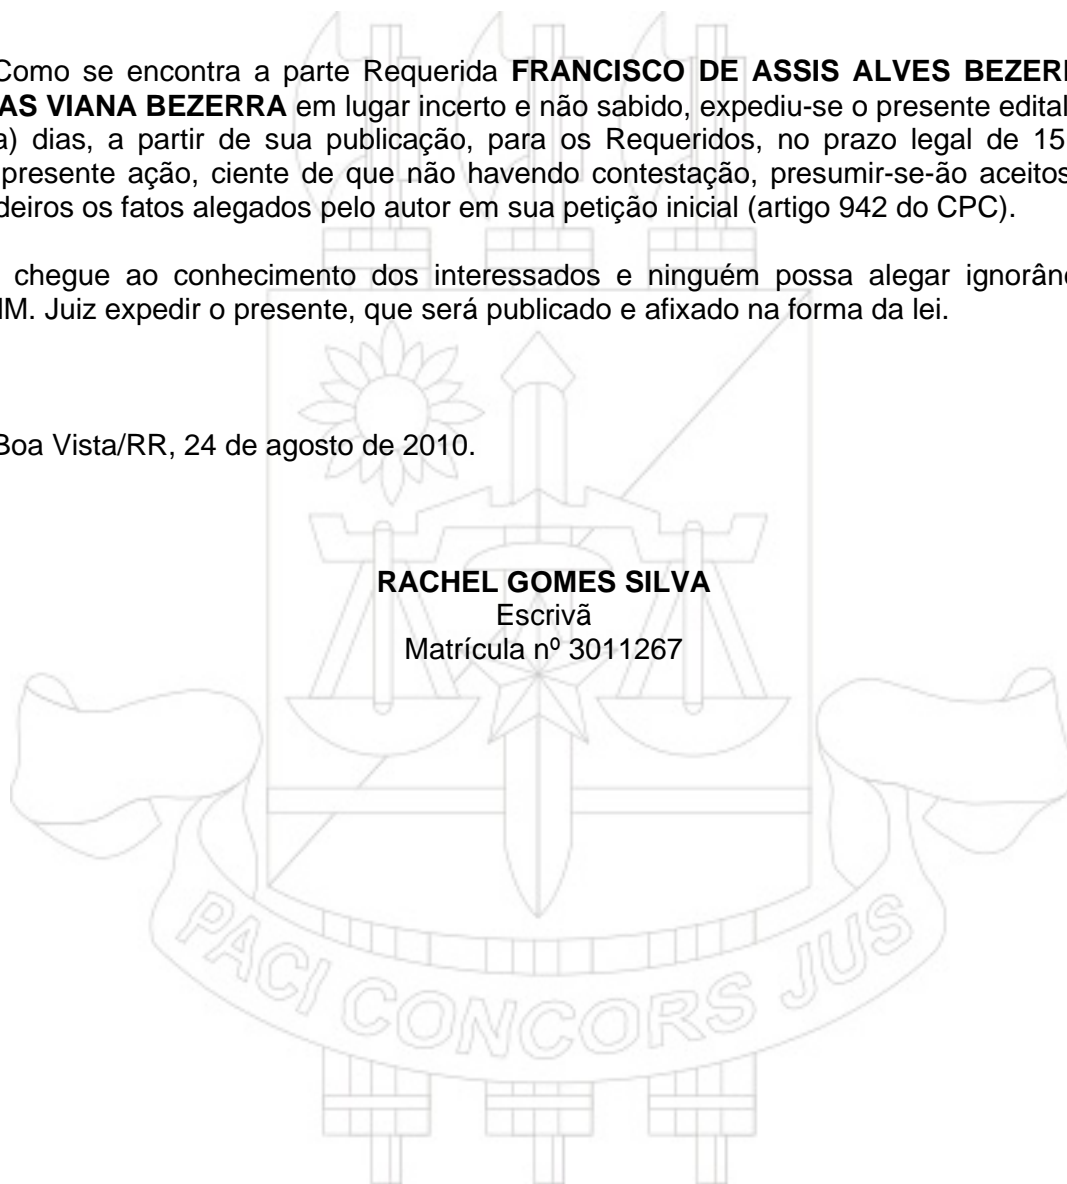 Como se encontra a parte Requerida FRANCISCO DE ASSIS ALVES BEZER
AS VIANA BEZERRA em lugar incerto e não sabido, expediu-se o presente edital
a) dias, a partir de sua publicação, para os Requeridos, no prazo legal de 15
presente ação, ciente de que não havendo contestação, presumir-se-ão aceitos
deiros os fatos alegados pelo autor em sua petição inicial (artigo 942 do CPC).
chegue ao conhecimento dos interessados e ninguém possa alegar ignorân
M. Juiz expedir o presente, que será publicado e afixado na forma da lei.
Boa Vista/RR, 24 de agosto de 2010.
RACHEL GOMES SILVA
Escrivã
Matrícula nº 3011267
PACI CONCORS JUS